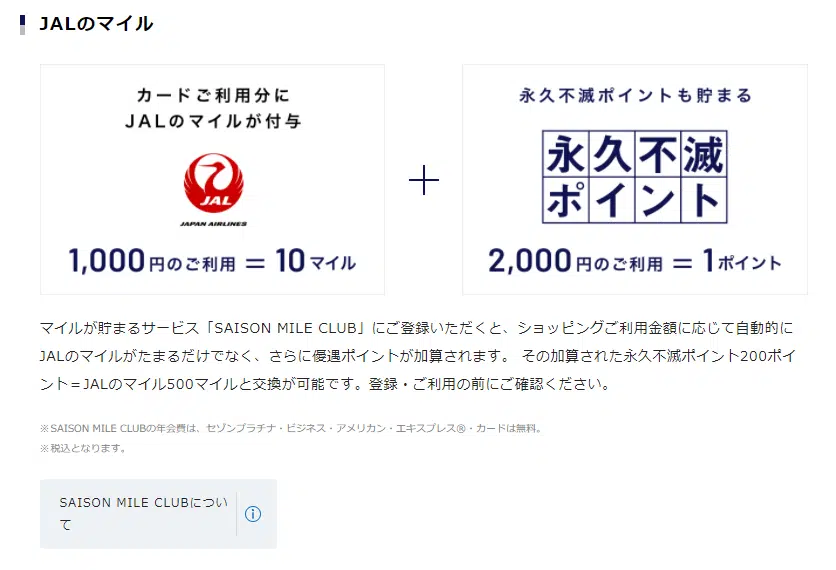 JALのマイル
カードご利用分に
JALのマイルが付与
JAL
JAPAN AIRLINES
1,000円のご利用 = 10マイル
+
永久不滅ポイントも貯まる
永久不滅
ポイント
2,000円のご利用 = 1ポイント
マイルが貯まるサービス「SAISON MILE CLUB」にご登録いただくと、ショッピングご利用金額に応じて自動的に
JALのマイルがたまるだけでなく、さらに優遇ポイントが加算されます。 その加算された永久不滅ポイント200ポイ
ント＝JALのマイル500マイルと交換が可能です。登録・ご利用の前にご確認ください。
※SAISON MILE CLUBの年会費は、セゾンプラチナ・ビジネス・アメリカン・エキスプレス®・カードは無料。
※税込となります。
SAISON MILE CLUBについ
て